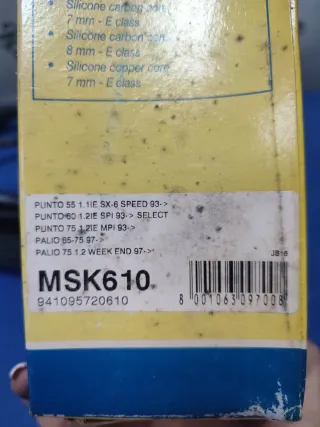 • Silicone carbon core
7 mm - E class
• Silicone carbon core
8 mm - E class
• Silicone copper core
7 mm - E class
PUNTO 55 1.1IE SX-6 SPEED 93->
PUNTO 60 1.2IE SPI 93-> SELECT
PUNTO 75 1.2IE MPI 93->
PALIO 65-75 97->
PALIO 75 1.2 WEEK END 97->
JB16
MSK610
941095720610
8 001063 097008